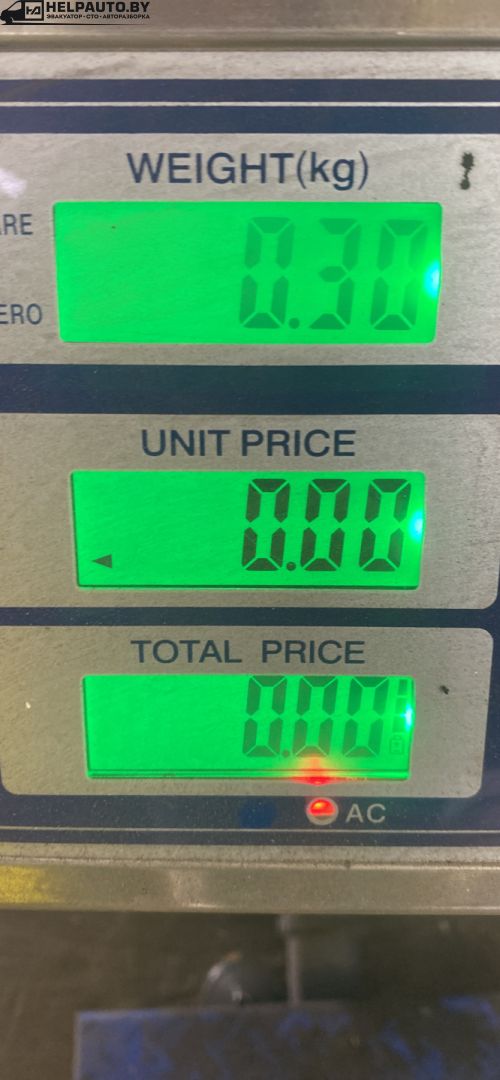 HELPAUTO.BY
ЭВАКУАТОР•СТО•АВТОРАЗБОРКА
WEIGHT(kg)
ARE
0.30
ERO
UNIT PRICE
0.00
TOTAL PRICE
0.00
AC